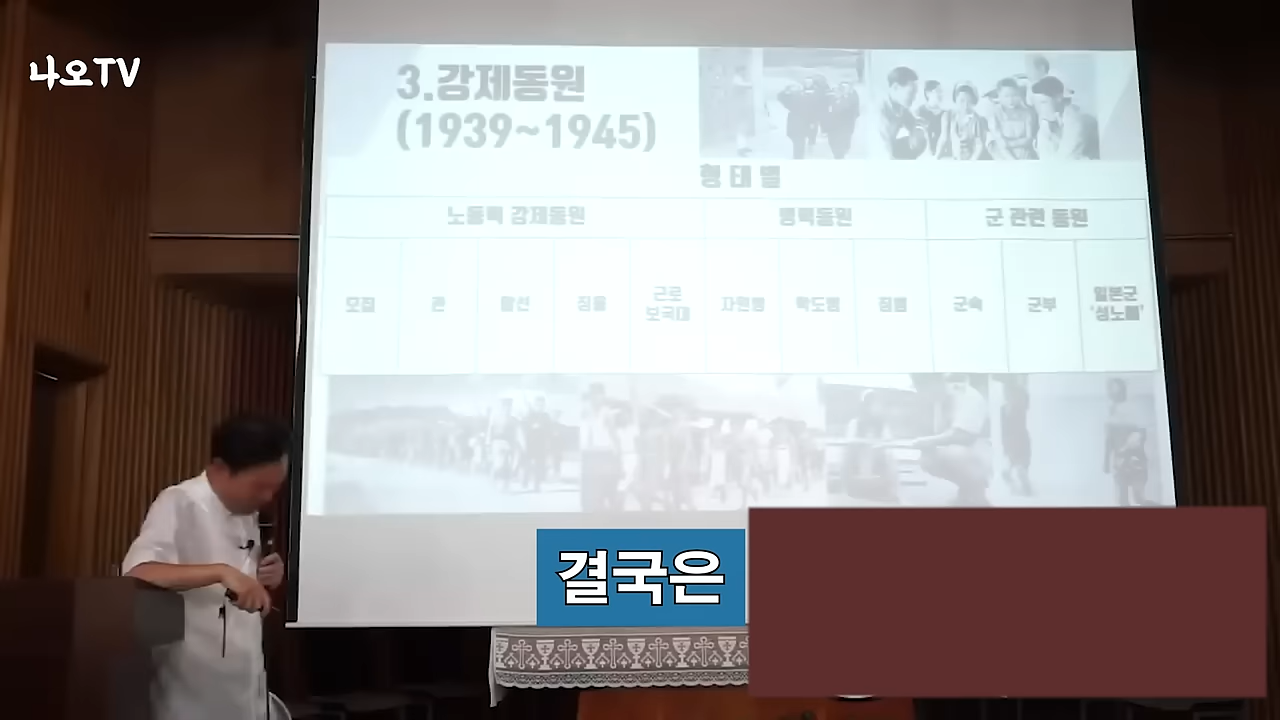 나오TV
3.강제동원
(1939~1945)
형태별
노동력 강제동원
병력동원
군 관련 동원
모집
관
알선
징용
근로
보국대
자원병
학도병
징병
군속
군부
일본군
'성노예'
결국은